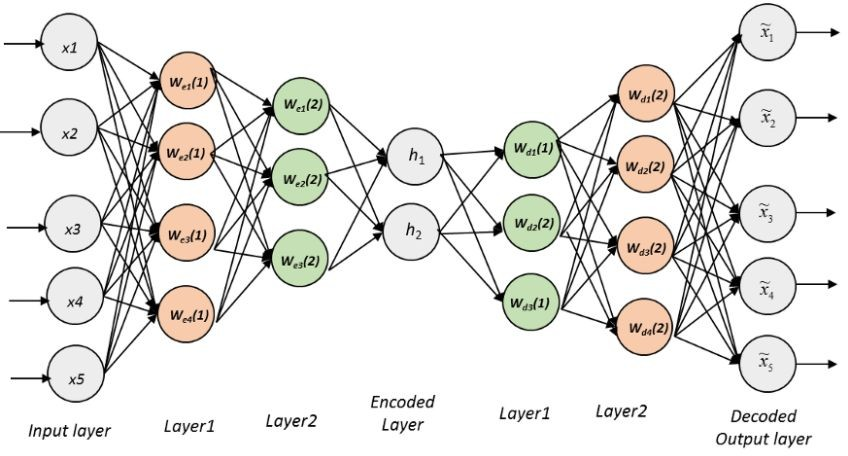 x1
x2
x3
x4
x5
We1(1)
We2(1)
We3(1)
We4(1)
We1(2)
We2(2)
We3(2)
h1
h2
Wd1(1)
Wd2(2)
Wd3(1)
Wd1(2)
Wd2(2)
Wd3(2)
Wd4(2)
x̃1
x̃2
x̃3
x̃4
x̃5
Input layer
Layer1
Layer2
Encoded
Layer
Layer1
Layer2
Decoded
Output layer